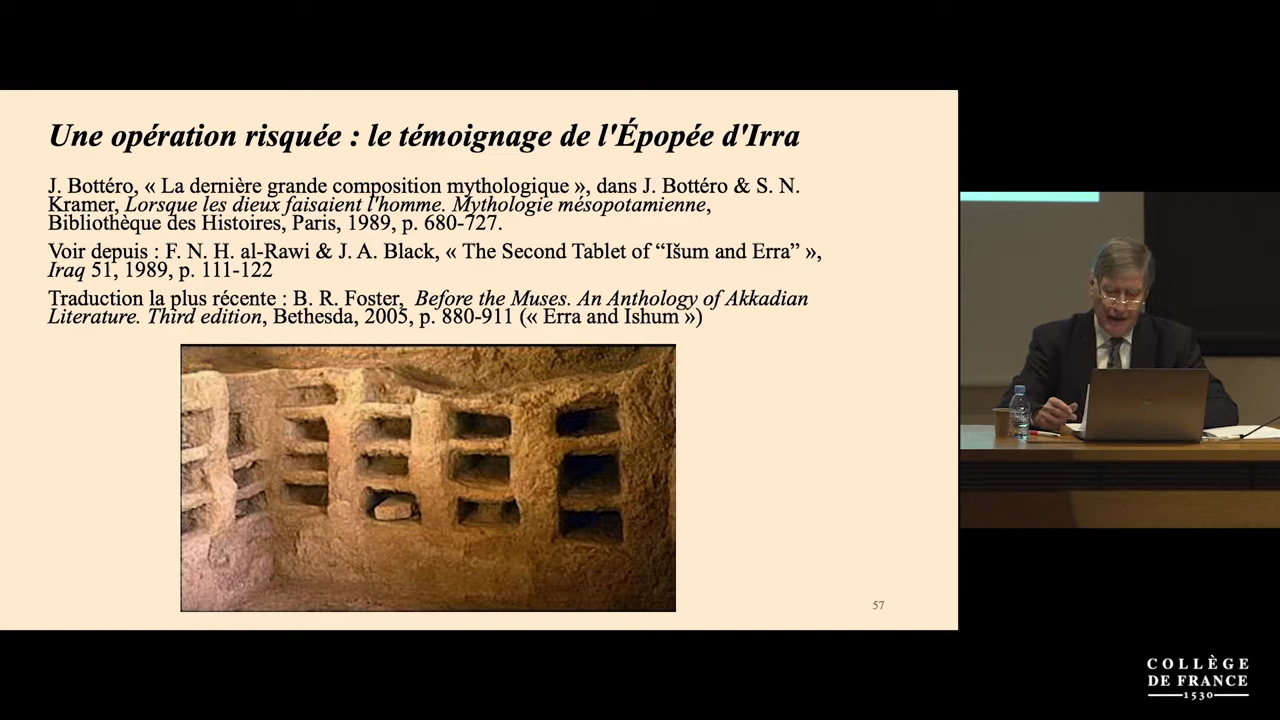 Une opération risquée : le témoignage de l'Épopée d'Irra
J. Bottéro, « La dernière grande composition mythologique », dans J. Bottéro & S. N.
Kramer, Lorsque les dieux faisaient l'homme. Mythologie mésopotamienne,
Bibliothèque des Histoires, Paris, 1989, p. 680-727.
Voir depuis : F. N. H. al-Rawi & J. A. Black, « The Second Tablet of “Išum and Erra” »,
Iraq 51, 1989, p. 111-122
Traduction la plus récente : B. R. Foster, Before the Muses. An Anthology of Akkadian
Literature. Third edition, Bethesda, 2005, p. 880-911 (« Erra and Ishum »)
57
COLLÈGE
DE FRANCE
1530